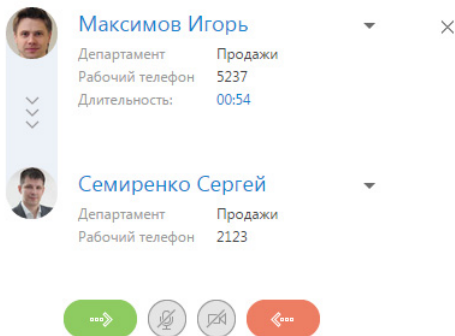 Максимов Игорь
Департамент Продажи
Рабочий телефон 5237
Длительность: 00:54
Семиренко Сергей
Департамент Продажи
Рабочий телефон 2123